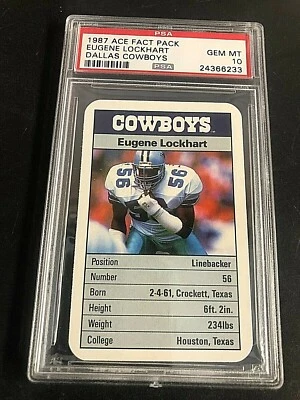 PSA
1987 ACE FACT PACK
EUGENE LOCKHART
DALLAS COWBOYS
GEM MT
10
PSA
24366233
COWBOYS
Eugene Lockhart
56
56
Position Linebacker
Number 56
Born 2-4-61, Crockett, Texas
Height 6ft. 2in.
Weight 234lbs
College Houston, Texas